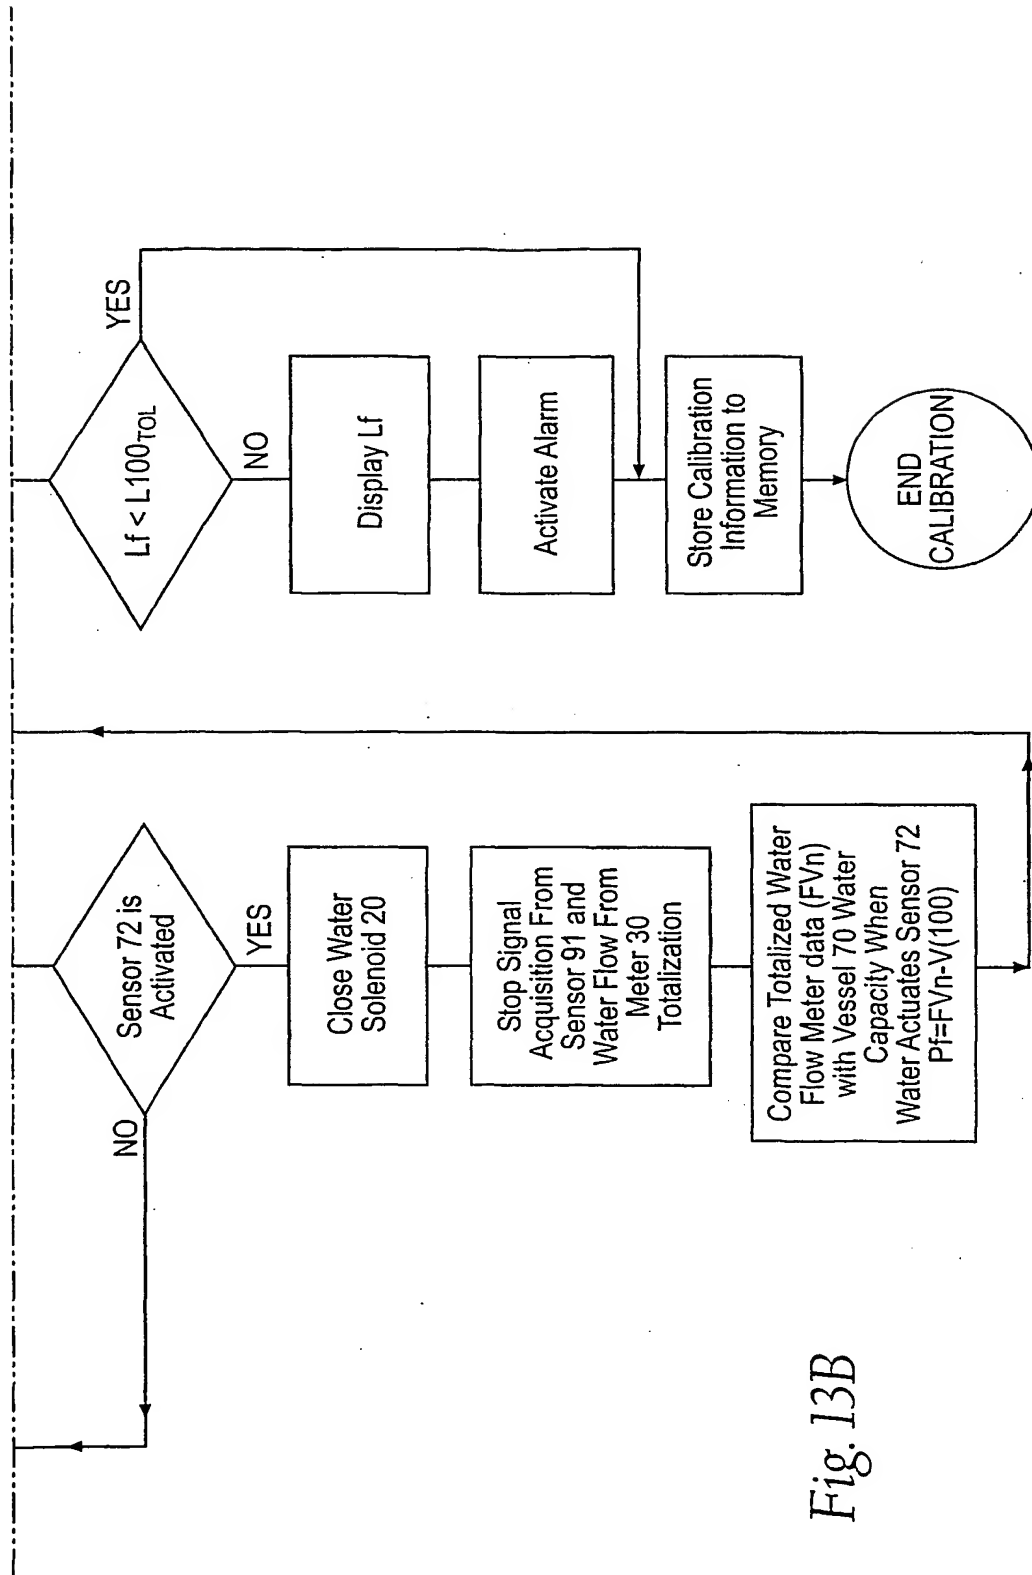 Sensor 72 is
Activated
NO
YES
Close Water
Solenoid 20
Stop Signal
Acquisition From
Sensor 91 and
Water Flow From
Meter 30
Totalization
Compare Totalized Water
Flow Meter data (FVn)
with Vessel 70 Water
Capacity When
Water Actuates Sensor 72
Pf=FVn-V(100)
Lf < L100TOL
YES
NO
Display Lf
Activate Alarm
Store Calibration
Information to
Memory
END
CALIBRATION
Fig. 13B